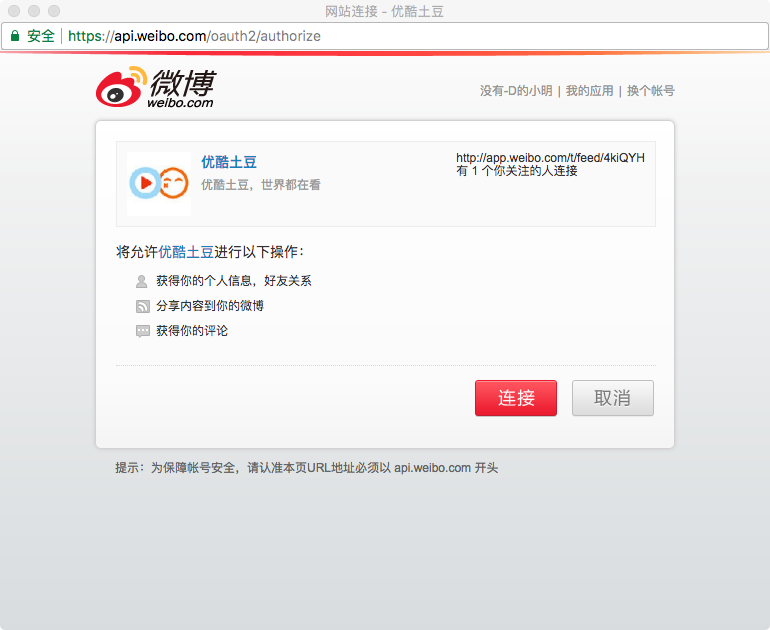 网站连接 - 优酷土豆
安全 https://api.weibo.com/oauth2/authorize
微博
weibo.com
没有-D的小明 | 我的应用 | 换个帐号
优酷土豆
优酷土豆，世界都在看
http://app.weibo.com/t/feed/4kiQYH
有 1 个你关注的人连接
将允许优酷土豆进行以下操作：
获得你的个人信息，好友关系
分享内容到你的微博
获得你的评论
连接 取消
提示：为保障帐号安全，请认准本页URL地址必须以 api.weibo.com 开头